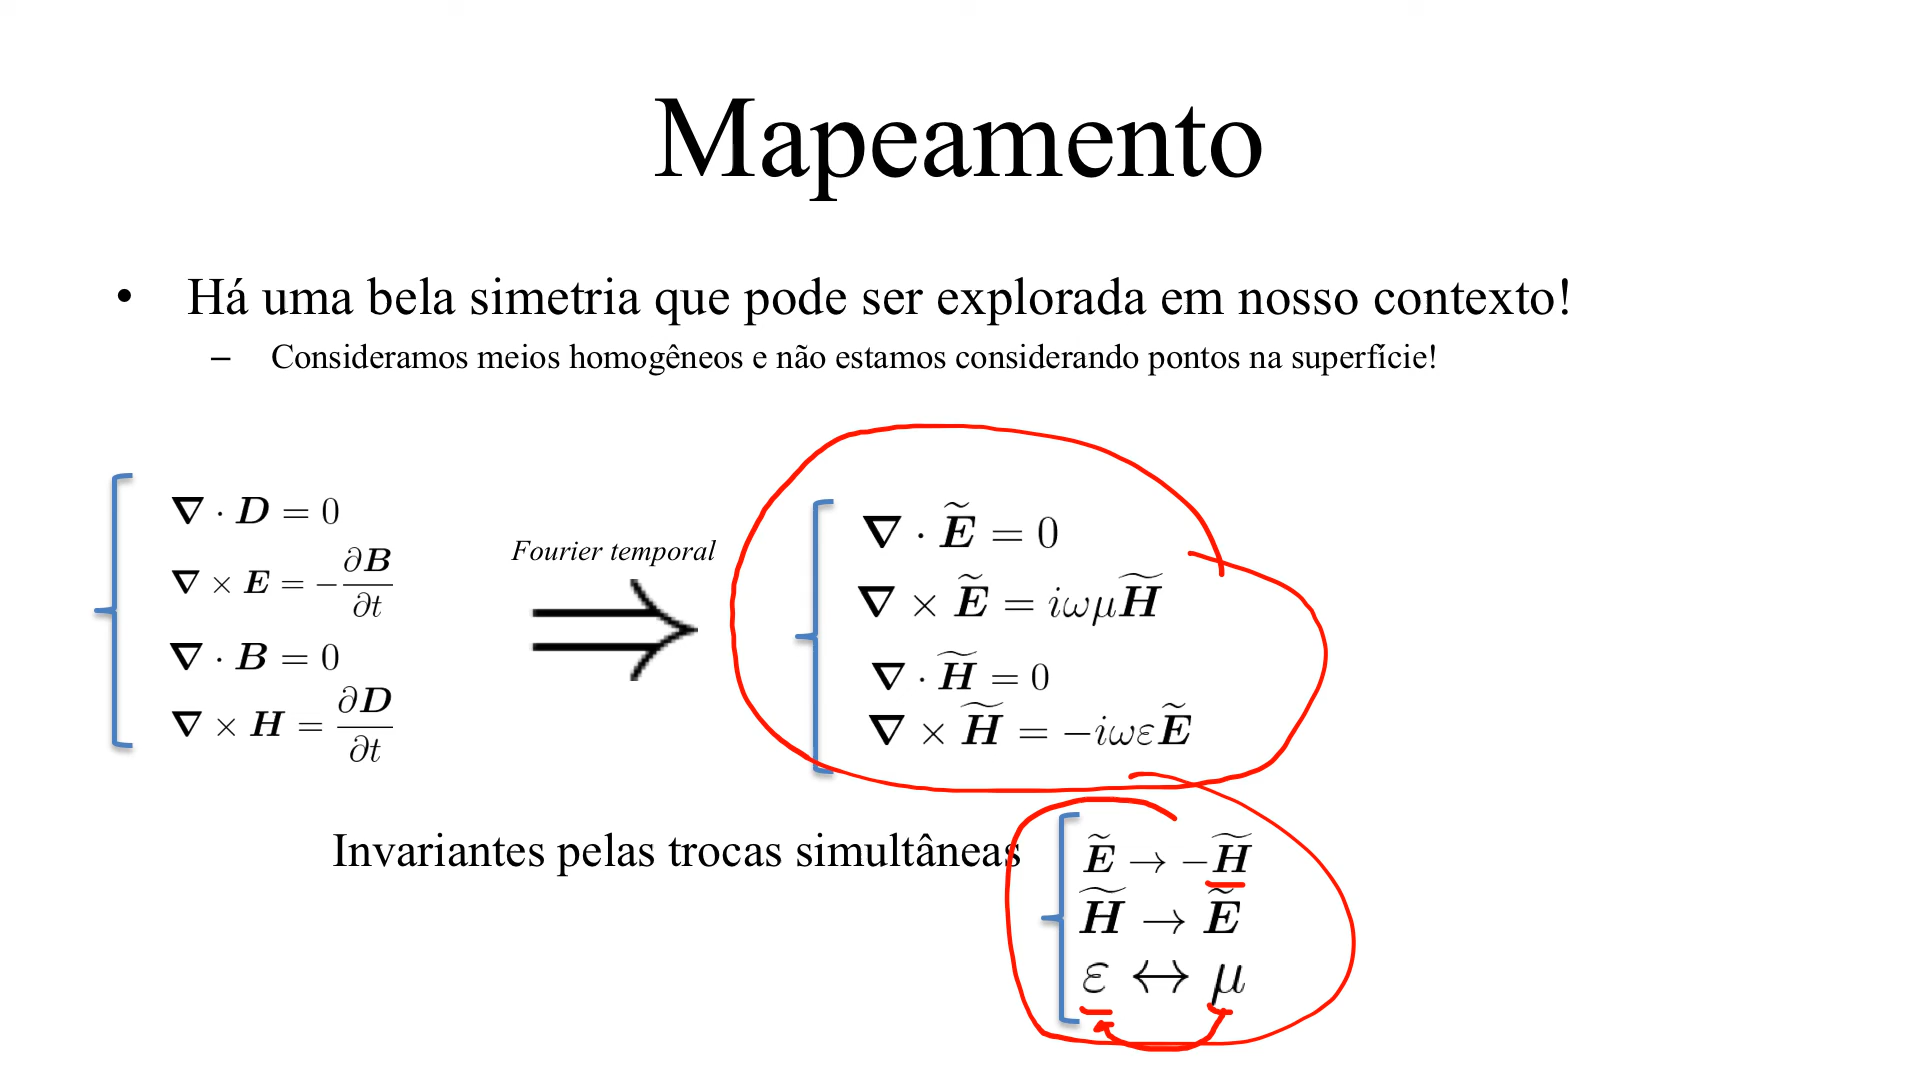 Mapeamento
• Há uma bela simetria que pode ser explorada em nosso contexto!
– Consideramos meios homogêneos e não estamos considerando pontos na superfície!
∇ · D = 0
∇ × E = −∂B/∂t
∇ · B = 0
∇ × H = ∂D/∂t
Fourier temporal
⇒
∇ · Ẽ = 0
∇ × Ẽ = iωμH̃
∇ · H̃ = 0
∇ × H̃ = −iωεẼ
Invariantes pelas trocas simultâneas
Ẽ → −H̃
H̃ → Ẽ
ε ↔ μ